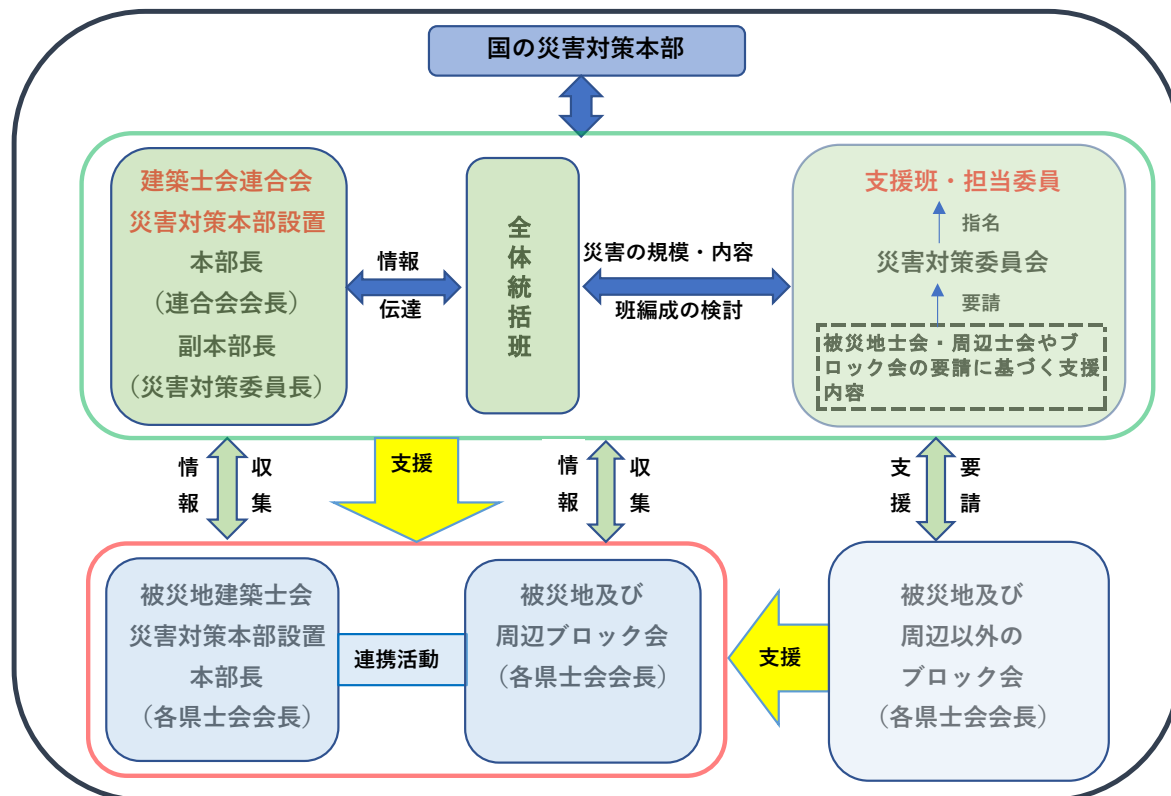 国の災害対策本部
建築士会連合会
災害対策本部設置
本部長
（連合会会長）
副本部長
（災害対策委員長）
情報
伝達
全体統括班
災害の規模・内容
班編成の検討
支援班・担当委員
指名
災害対策委員会
要請
被災地士会・周辺士会やブ
ロック会の要請に基づく支援
内容
情報
収集
支援
情報
収集
支援
要請
被災地建築士会
災害対策本部設置
本部長
（各県士会会長）
連携活動
被災地及び
周辺ブロック会
（各県士会会長）
支援
被災地及び
周辺以外の
ブロック会
（各県士会会長）